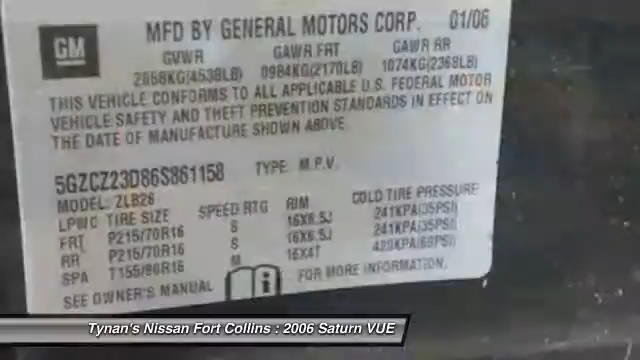 GM
MFD BY GENERAL MOTORS CORP. 01/06
GVWR GAWR FRT GAWR RR
2058KG(4538LB) 0984KG(2170LB) 1074KG(2368LB)
THIS VEHICLE CONFORMS TO ALL APPLICABLE U.S. FEDERAL MOTOR
VEHICLE SAFETY AND THEFT PREVENTION STANDARDS IN EFFECT ON
THE DATE OF MANUFACTURE SHOWN ABOVE.
5GZCZ23D86S861158 TYPE: M.P.V.
MODEL: ZLB26
LPWC TIRE SIZE SPEED RTG RIM COLD TIRE PRESSURE
FRT P215/70R16 S 16X6.5J 241KPA(35PSI)
RR P215/70R16 S 16X6.5J 241KPA(35PSI)
SPA T155/90R16 M 16X4T 420KPA(60PSI)
SEE OWNER'S MANUAL i FOR MORE INFORMATION.
Tynan's Nissan Fort Collins : 2006 Saturn VUE